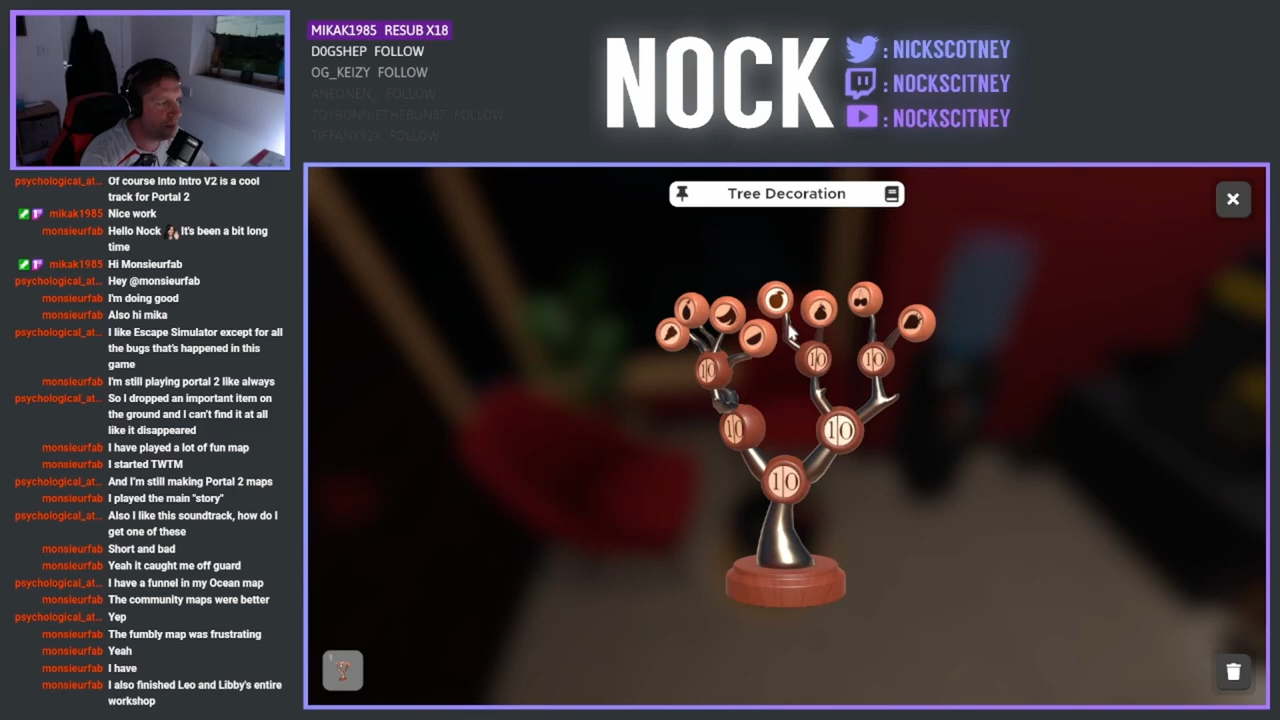 MIKAK1985 RESUB X18
D0GSHEP FOLLOW
OG_KEIZY FOLLOW
ANEDNEN_ FOLLOW
TIFFANY92X FOLLOW
NOCK
: NICKSCOTNEY
: NOCKSCITNEY
: NOCKSCITNEY
psychological_at... Of course Into Intro V2 is a cool
track for Portal 2
mikak1985 Nice work
monsieurfab Hello Nock It's been a bit long
time
mikak1985 Hi Monsieurfab
psychological_at... Hey @monsieurfab
monsieurfab I'm doing good
monsieurfab Also hi mika
psychological_at... I like Escape Simulator except for all
the bugs that's happened in this
game
monsieurfab I'm still playing portal 2 like always
psychological_at... So I dropped an important item on
the ground and I can't find it at all
like it disappeared
monsieurfab I have played a lot of fun map
monsieurfab I started TWTM
psychological_at... And I'm still making Portal 2 maps
monsieurfab I played the main "story"
psychological_at... Also I like this soundtrack, how do I
get one of these
monsieurfab Short and bad
monsieurfab Yeah it caught me off guard
psychological_at... I have a funnel in my Ocean map
monsieurfab The community maps were better
psychological_at... Yep
monsieurfab The fumbly map was frustrating
monsieurfab Yeah
monsieurfab I have
monsieurfab I also finished Leo and Libby's entire
workshop
Tree Decoration
10
10
10
10
10
10
1